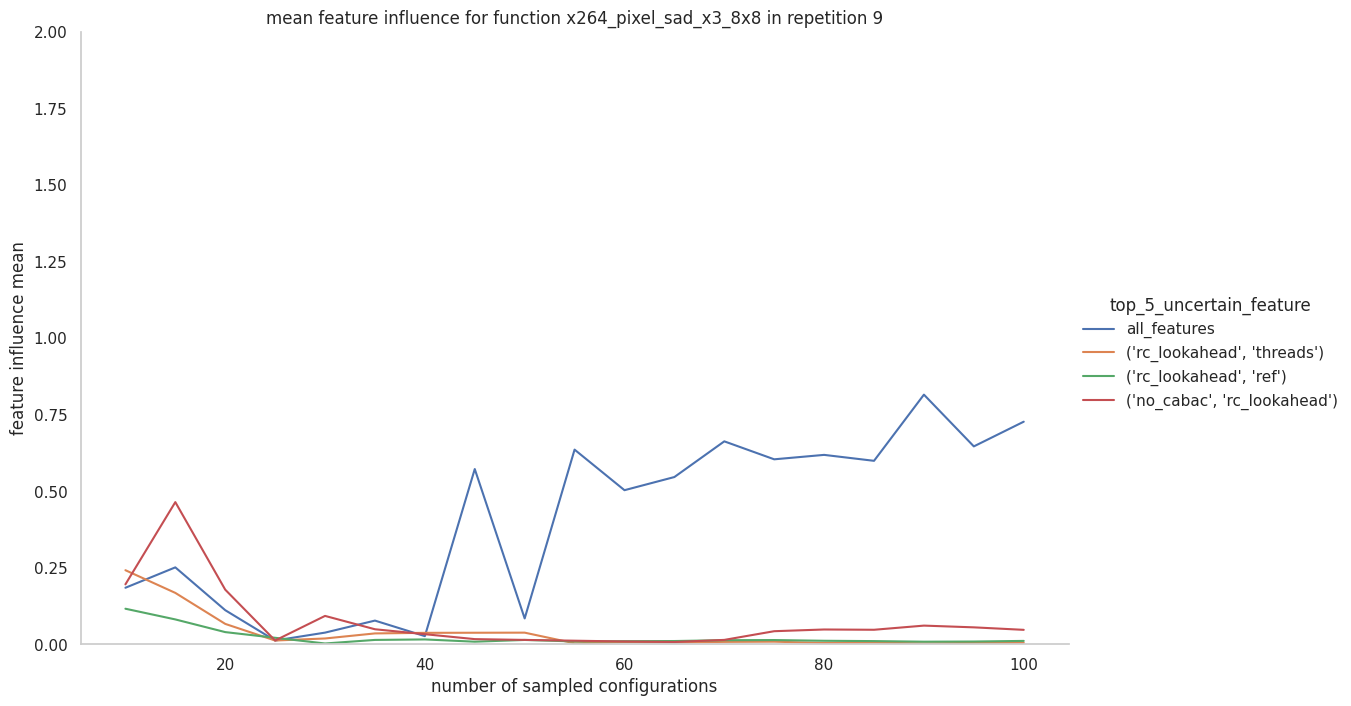 mean feature influence for function x264_pixel_sad_x3_8x8 in repetition 9
2.00
1.75
1.50
1.25
1.00
0.75
0.50
0.25
0.00
feature influence mean
20
40
60
80
100
number of sampled configurations
top_5_uncertain_feature
all_features
('rc_lookahead', 'threads')
('rc_lookahead', 'ref')
('no_cabac', 'rc_lookahead')